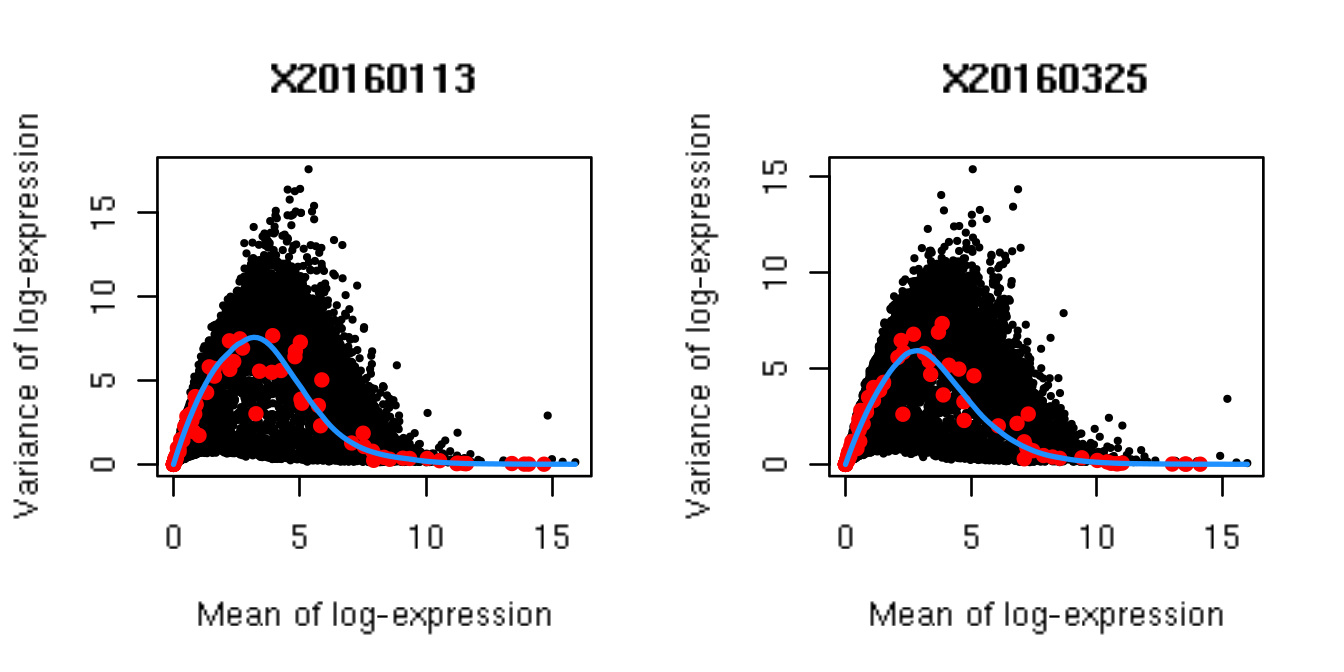 X20160113
Variance of log-expression
15
10
5
0
0 5 10 15
Mean of log-expression
X20160325
Variance of log-expression
15
10
5
0
0 5 10 15
Mean of log-expression